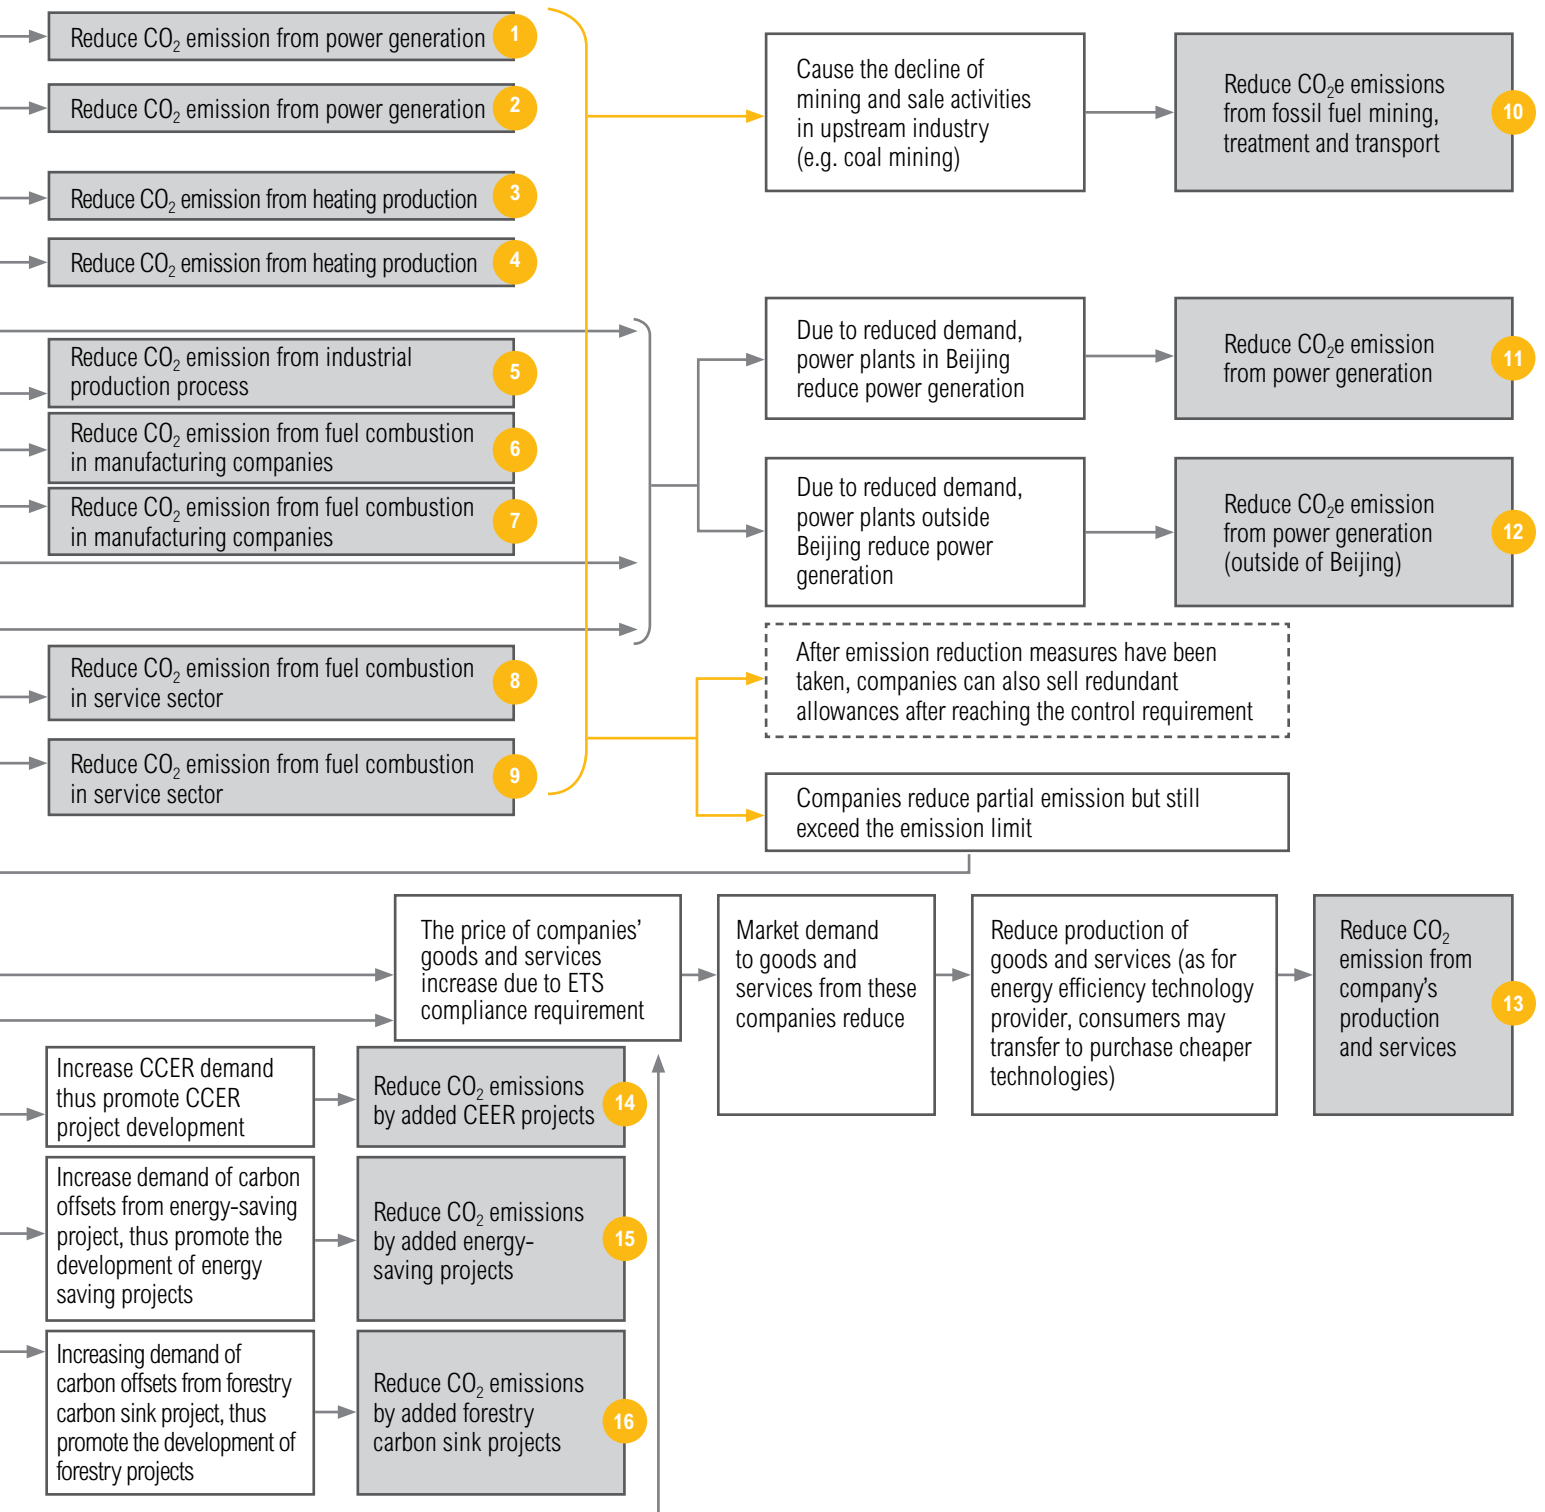 Reduce CO₂ emission from power generation
1
Reduce CO₂ emission from power generation
2
Reduce CO₂ emission from heating production
3
Reduce CO₂ emission from heating production
4
Reduce CO₂ emission from industrial
production process
5
Reduce CO₂ emission from fuel combustion
in manufacturing companies
6
Reduce CO₂ emission from fuel combustion
in manufacturing companies
7
Reduce CO₂ emission from fuel combustion
in service sector
8
Reduce CO₂ emission from fuel combustion
in service sector
9
Cause the decline of
mining and sale activities
in upstream industry
(e.g. coal mining)
Reduce CO₂e emissions
from fossil fuel mining,
treatment and transport
10
Due to reduced demand,
power plants in Beijing
reduce power generation
Reduce CO₂e emission
from power generation
11
Due to reduced demand,
power plants outside
Beijing reduce power
generation
Reduce CO₂e emission
from power generation
(outside of Beijing)
12
After emission reduction measures have been
taken, companies can also sell redundant
allowances after reaching the control requirement
Companies reduce partial emission but still
exceed the emission limit
The price of companies’
goods and services
increase due to ETS
compliance requirement
Market demand
to goods and
services from these
companies reduce
Reduce production of
goods and services (as for
energy efficiency technology
provider, consumers may
transfer to purchase cheaper
technologies)
Reduce CO₂
emission from
company’s
production
and services
13
Increase CCER demand
thus promote CCER
project development
Reduce CO₂ emissions
by added CEER projects
14
Increase demand of carbon
offsets from energy-saving
project, thus promote the
development of energy
saving projects
Reduce CO₂ emissions
by added energy-
saving projects
15
Increasing demand of
carbon offsets from forestry
carbon sink project, thus
promote the development of
forestry projects
Reduce CO₂ emissions
by added forestry
carbon sink projects
16